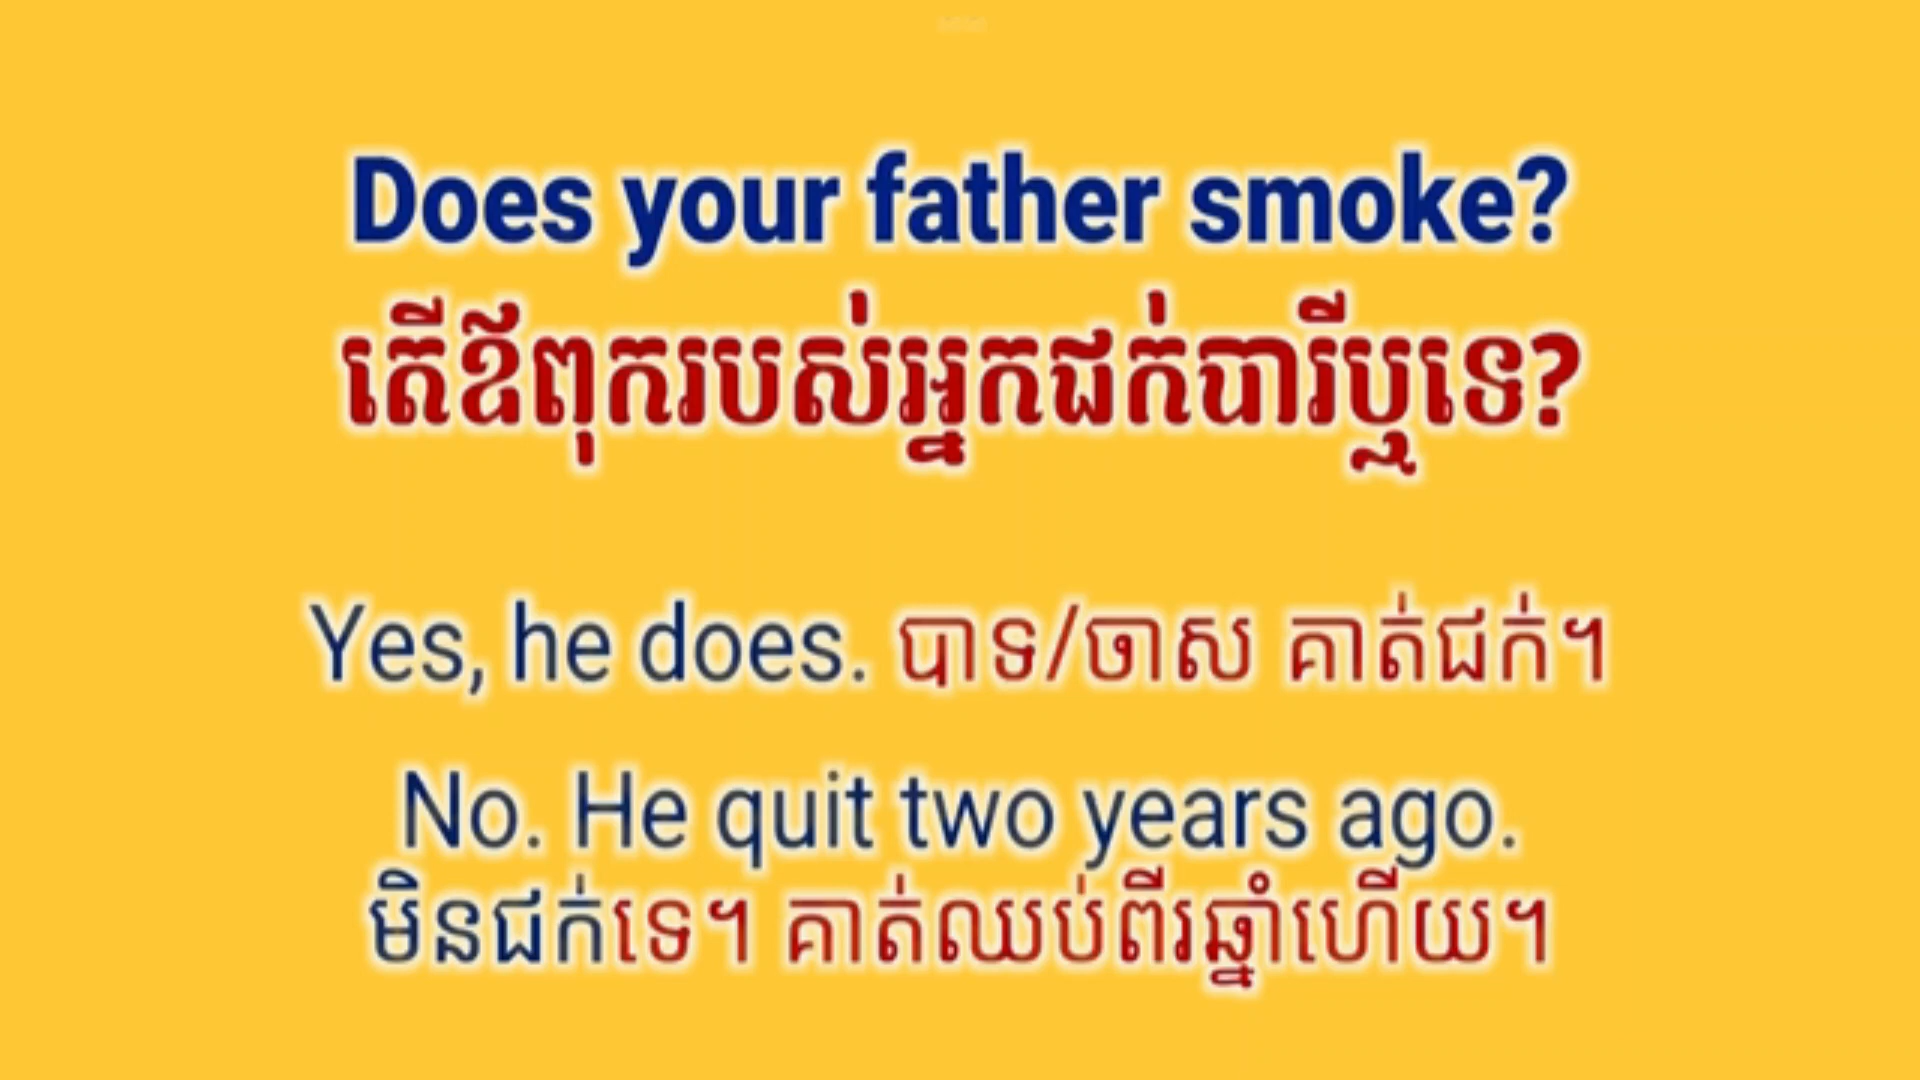 Does your father smoke?
តើឪពុករបស់អ្នកជក់បារីឬទេ?
Yes, he does. បាទ/ចាស គាត់ជក់។
No. He quit two years ago.
មិនជក់ទេ។ គាត់ឈប់ពីរឆ្នាំហើយ។